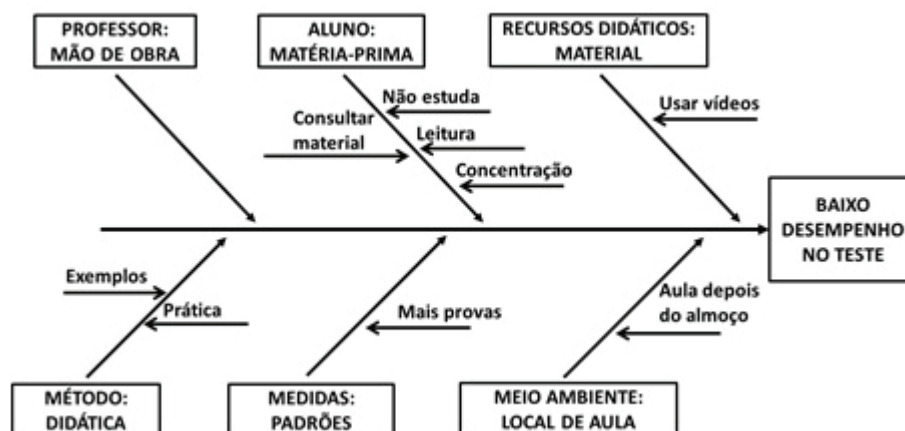 PROFESSOR:
MÃO DE OBRA
ALUNO:
MATÉRIA-PRIMA
RECURSOS DIDÁTICOS:
MATERIAL
Não estuda
Consultar
material
Leitura
Concentração
Usar vídeos
BAIXO
DESEMPENHO
NO TESTE
Exemplos
Prática
Mais provas
Aula depois
do almoço
MÉTODO:
DIDÁTICA
MEDIDAS:
PADRÕES
MEIO AMBIENTE:
LOCAL DE AULA